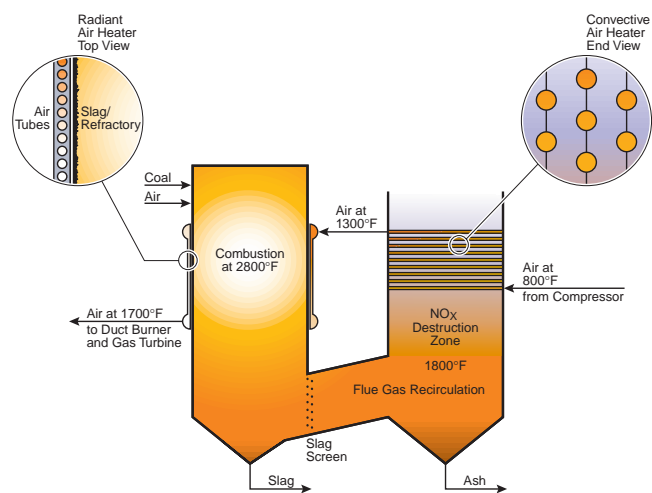 Radiant
Air Heater
Top View
Convective
Air Heater
End View
Air
Tubes
Slag/
Refractory
Coal
Air
Air at
1300°F
Combustion
at 2800°F
Air at
800°F
from Compressor
Air at 1700°F
to Duct Burner
and Gas Turbine
NOX
Destruction
Zone
1800°F
Flue Gas Recirculation
Slag
Screen
Slag
Ash